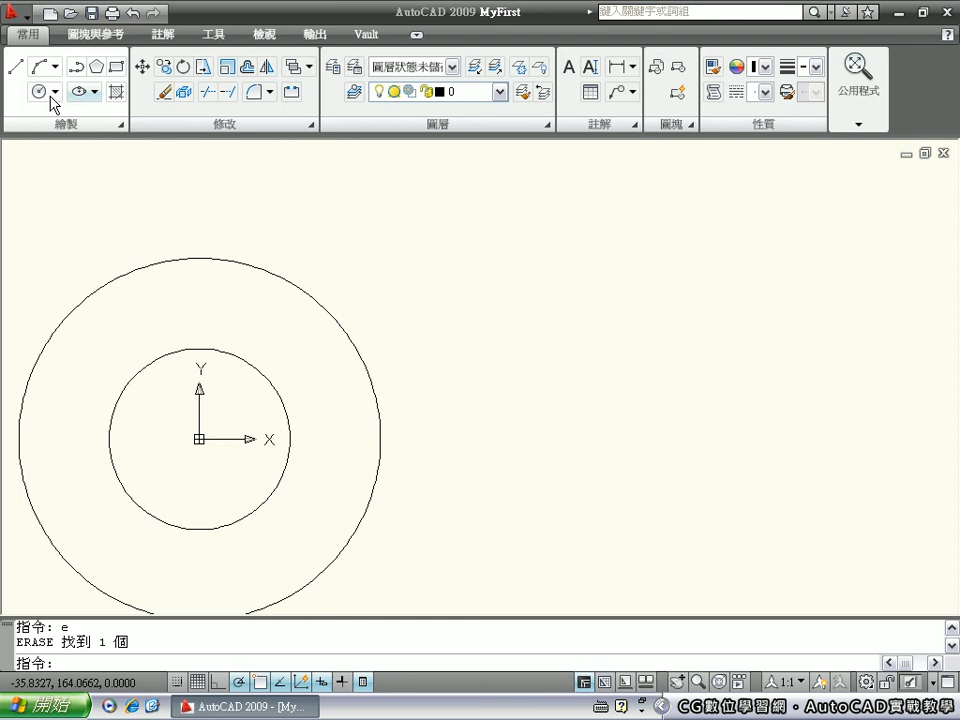 AutoCAD 2009 MyFirst
鍵入關鍵字或詞組
常用 圖塊與參考 註解 工具 檢視 輸出 Vault
圖層狀態未儲
A A
0
公用程式
繪製 修改 圖層 註解 圖塊 性質
Y
X
指令: e
ERASE 找到 1 個
指令:
-35.8327, 164.0662, 0.0000
1:1
開始
AutoCAD 2009 - [My...
CG數位學習網・AutoCAD實戰教學